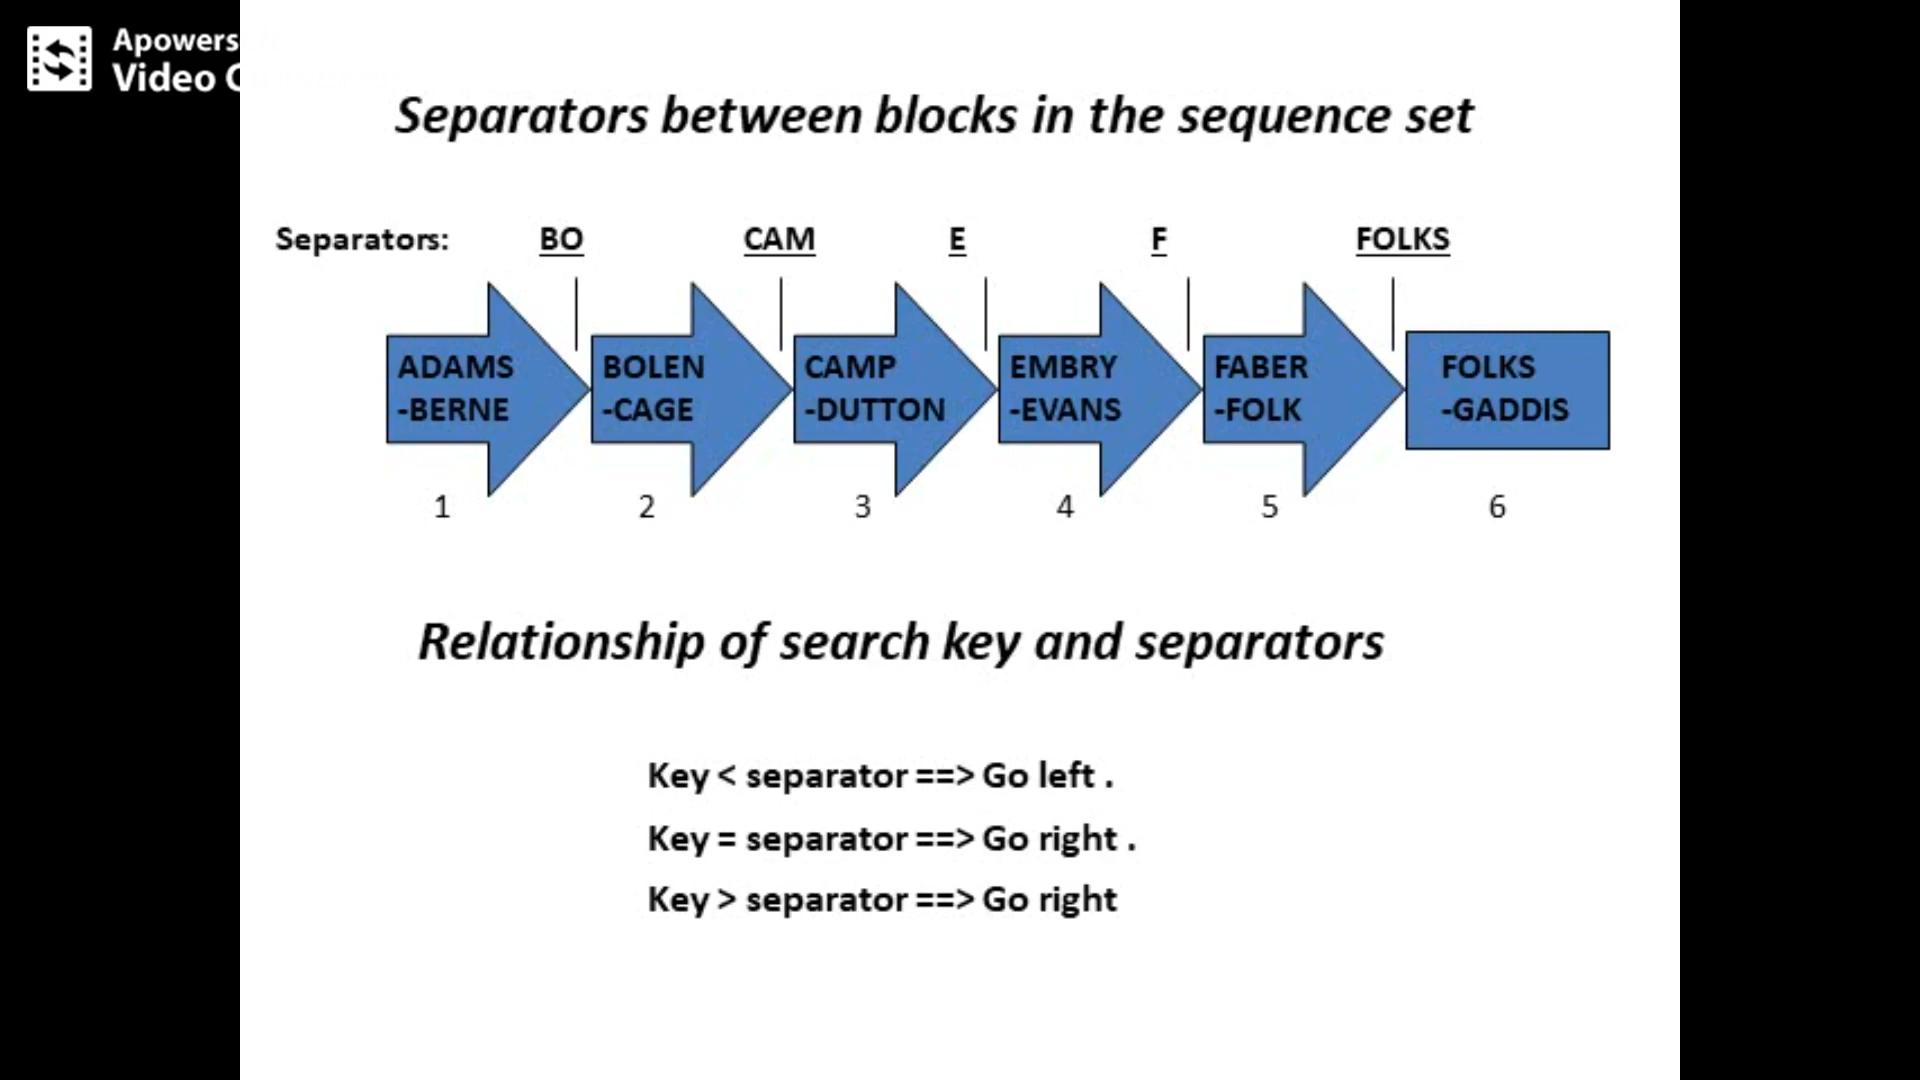 Apowers
Video
Separators between blocks in the sequence set
Separators: BO CAM E F FOLKS
ADAMS BOLEN CAMP EMBRY FABER FOLKS
-BERNE -CAGE -DUTTON -EVANS -FOLK -GADDIS
1 2 3 4 5 6
Relationship of search key and separators
Key < separator ==> Go left .
Key = separator ==> Go right .
Key > separator ==> Go right